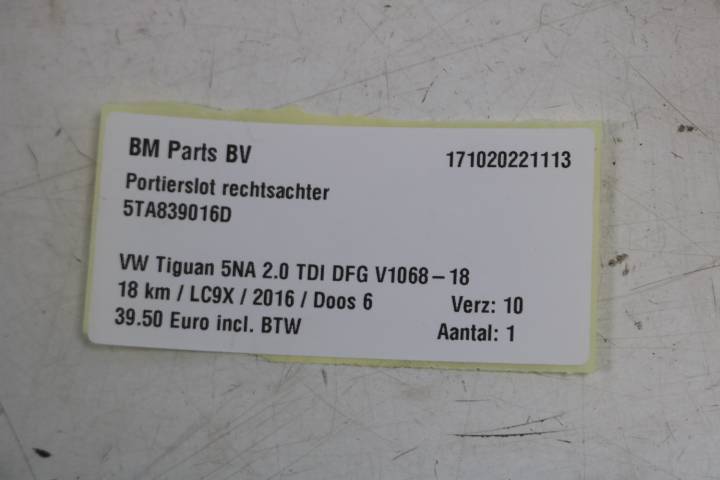 BM Parts BV 171020221113
Portierslot rechtsachter
5TA839016D
VW Tiguan 5NA 2.0 TDI DFG V1068-18
18 km / LC9X / 2016 / Doos 6 Verz: 10
39.50 Euro incl. BTW Aantal: 1